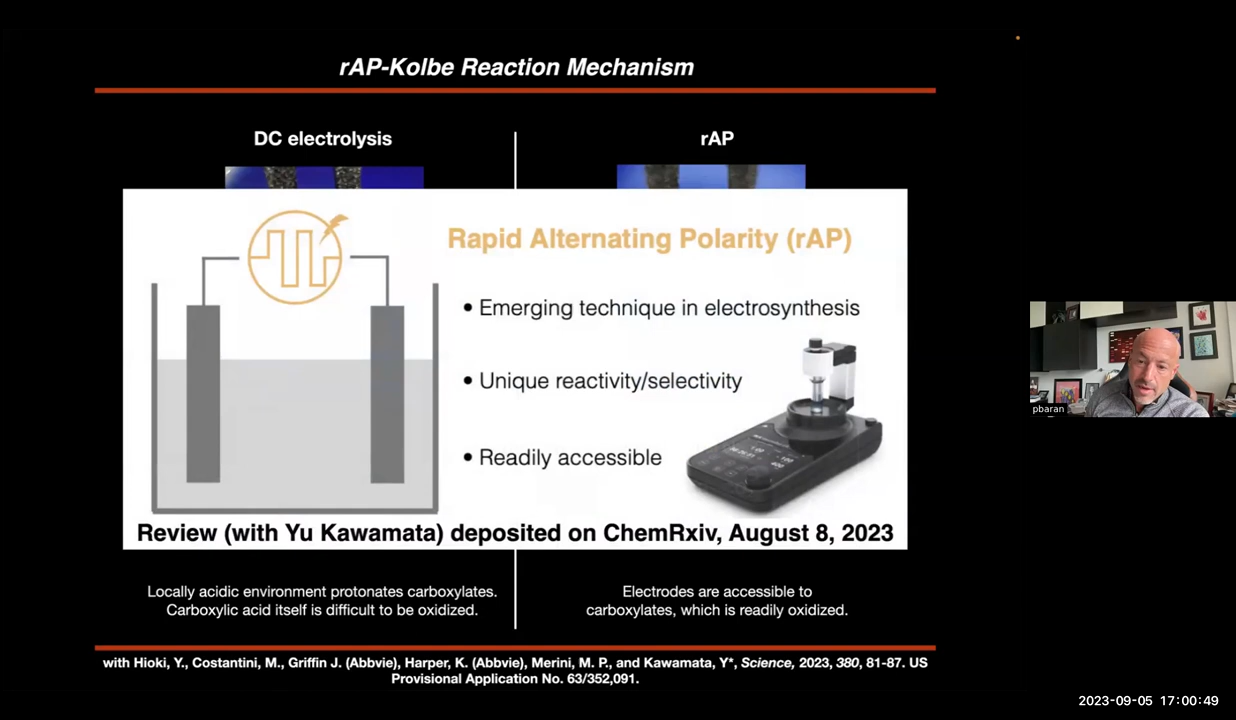 rAP-Kolbe Reaction Mechanism
DC electrolysis
rAP
Rapid Alternating Polarity (rAP)
• Emerging technique in electrosynthesis
• Unique reactivity/selectivity
• Readily accessible
Review (with Yu Kawamata) deposited on ChemRxiv, August 8, 2023
Locally acidic environment protonates carboxylates.
Carboxylic acid itself is difficult to be oxidized.
Electrodes are accessible to
carboxylates, which is readily oxidized.
with Hioki, Y., Costantini, M., Griffin J. (Abbvie), Harper, K. (Abbvie), Merini, M. P., and Kawamata, Y*, Science, 2023, 380, 81-87. US
Provisional Application No. 63/352,091.
pbaran
2023-09-05 17:00:49